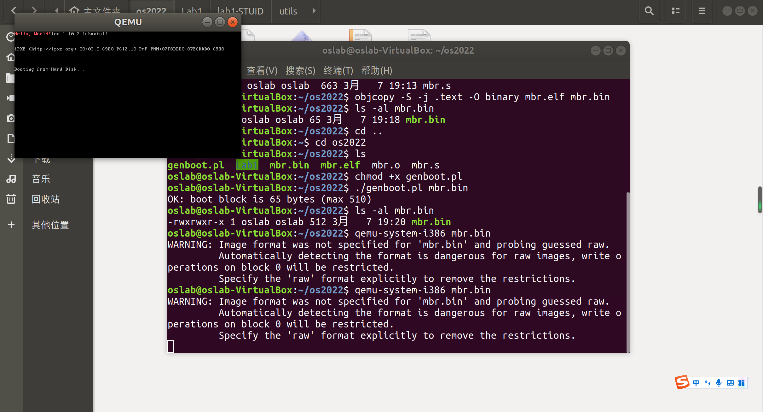 主文件夹 os2022 Lab1 lab1-STUID utils
QEMU
Hello, World!
Booting from Hard Disk..
oslab@oslab-VirtualBox: ~/os2022
查看(V) 搜索(S) 终端(T) 帮助(H)
oslab oslab 663 3月 7 19:13 mbr.s
irtualBox:~/os2022$ objcopy -S -j .text -O binary mbr.elf mbr.bin
irtualBox:~/os2022$ ls -al mbr.bin
oslab oslab 65 3月 7 19:18 mbr.bin
irtualBox:~/os2022$ cd ..
irtualBox:~$ cd os2022
irtualBox:~/os2022$ ls
genboot.pl mbr.bin mbr.elf mbr.o mbr.s
oslab@oslab-VirtualBox:~/os2022$ chmod +x genboot.pl
oslab@oslab-VirtualBox:~/os2022$ ./genboot.pl mbr.bin
OK: boot block is 65 bytes (max 510)
oslab@oslab-VirtualBox:~/os2022$ ls -al mbr.bin
-rwxrwxr-x 1 oslab oslab 512 3月 7 19:20 mbr.bin
oslab@oslab-VirtualBox:~/os2022$ qemu-system-i386 mbr.bin
WARNING: Image format was not specified for 'mbr.bin' and probing guessed raw.
Automatically detecting the format is dangerous for raw images, write o
perations on block 0 will be restricted.
Specify the 'raw' format explicitly to remove the restrictions.
oslab@oslab-VirtualBox:~/os2022$ qemu-system-i386 mbr.bin
WARNING: Image format was not specified for 'mbr.bin' and probing guessed raw.
Automatically detecting the format is dangerous for raw images, write o
perations on block 0 will be restricted.
Specify the 'raw' format explicitly to remove the restrictions.
下载
音乐
回收站
其他位置
中